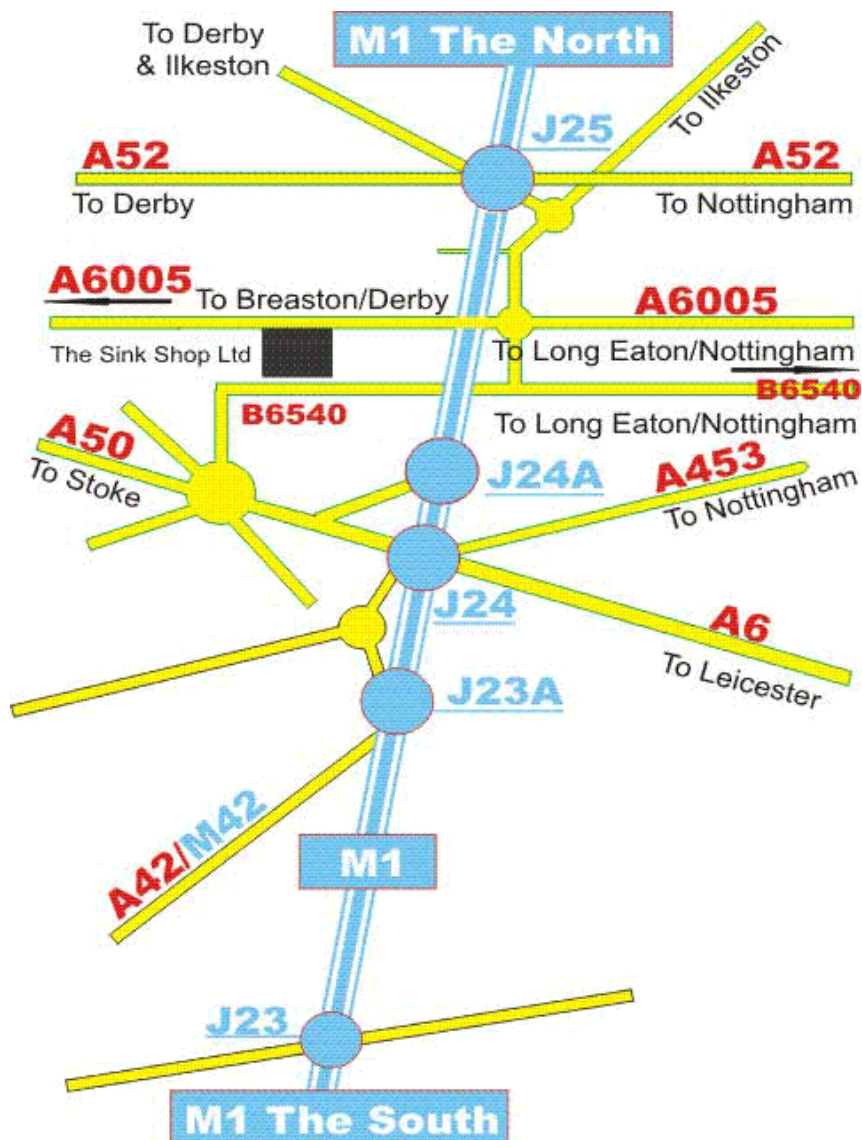 To Derby
& Ilkeston
M1 The North
To Ilkeston
J25
A52
A52
To Derby
To Nottingham
A6005
To Breaston/Derby
A6005
The Sink Shop Ltd
To Long Eaton/Nottingham
B6540
B6540
To Long Eaton/Nottingham
A50
To Stoke
J24A
A453
To Nottingham
J24
A6
To Leicester
J23A
A42/M42
M1
J23
M1 The South